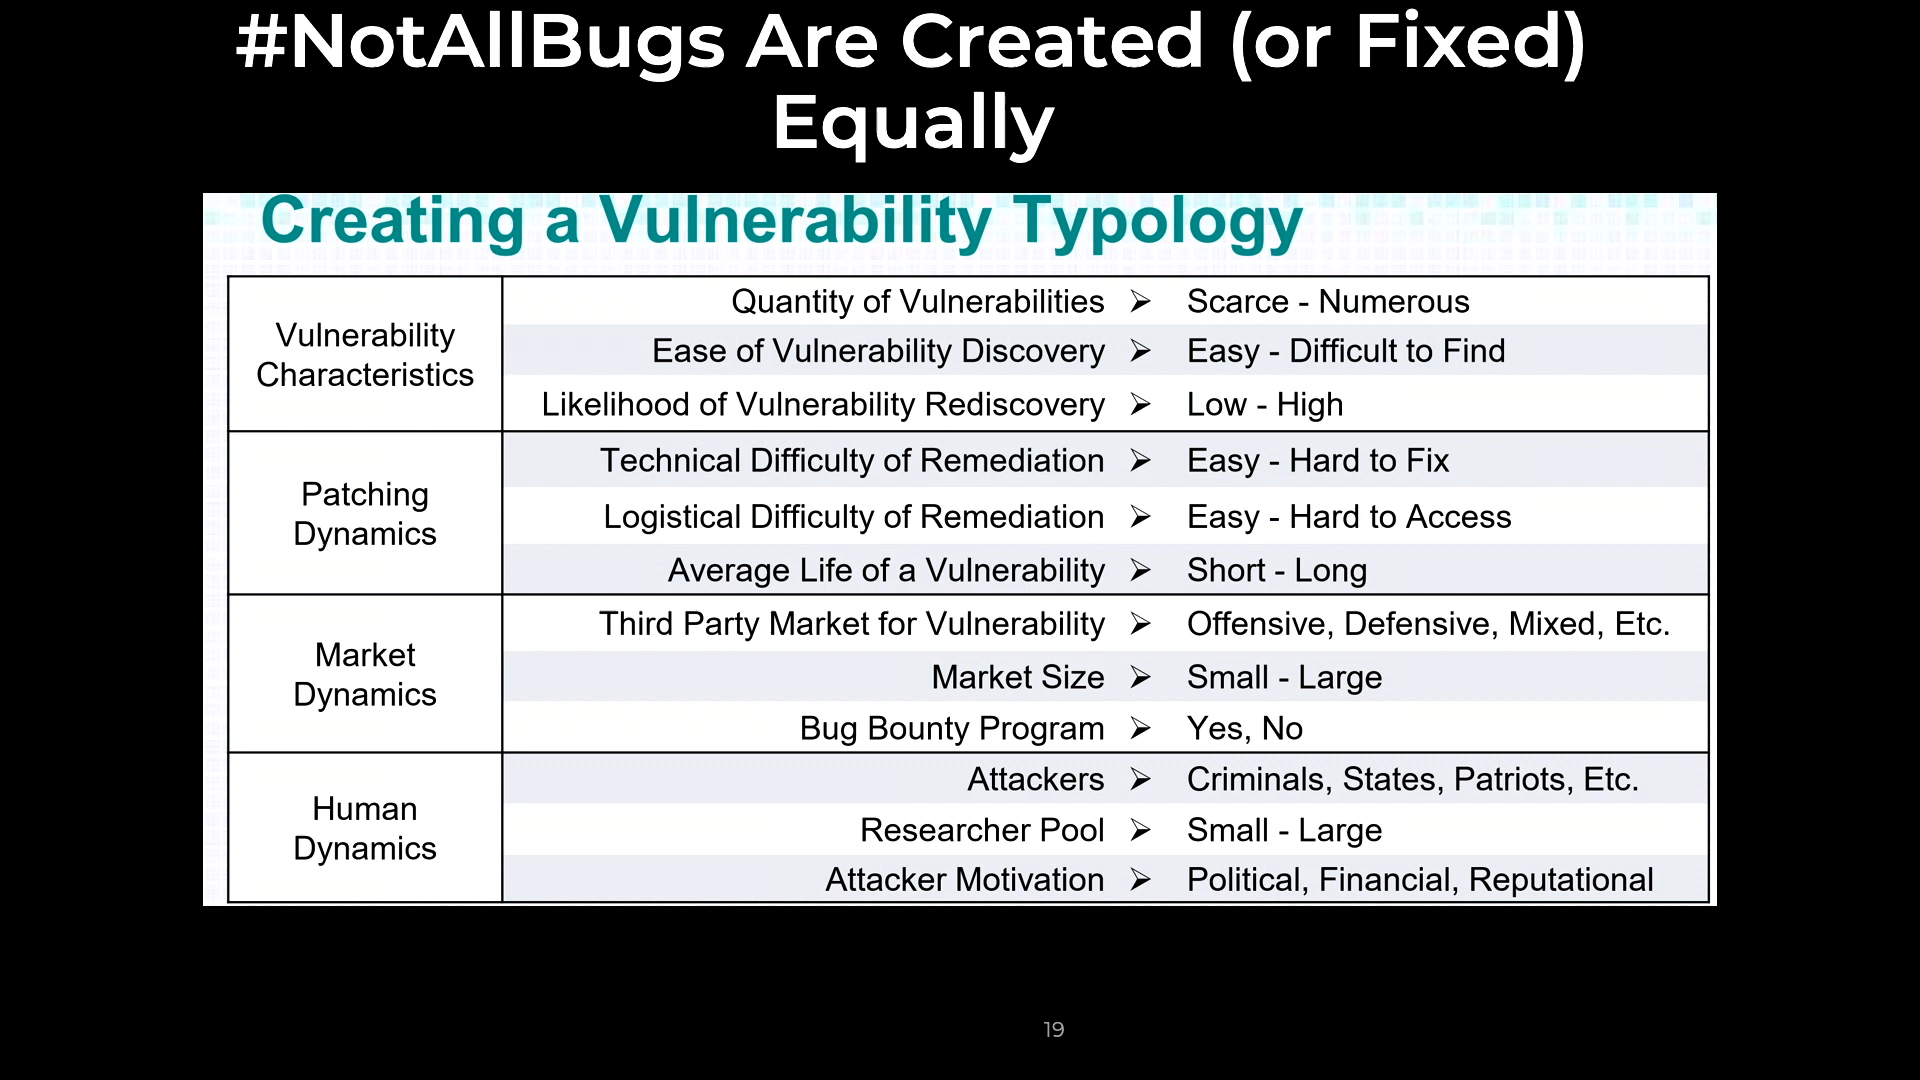 #NotAllBugs Are Created (or Fixed)
Equally
Creating a Vulnerability Typology
Vulnerability
Characteristics
Quantity of Vulnerabilities ➢ Scarce - Numerous
Ease of Vulnerability Discovery ➢ Easy - Difficult to Find
Likelihood of Vulnerability Rediscovery ➢ Low - High
Patching
Dynamics
Technical Difficulty of Remediation ➢ Easy - Hard to Fix
Logistical Difficulty of Remediation ➢ Easy - Hard to Access
Average Life of a Vulnerability ➢ Short - Long
Market
Dynamics
Third Party Market for Vulnerability ➢ Offensive, Defensive, Mixed, Etc.
Market Size ➢ Small - Large
Bug Bounty Program ➢ Yes, No
Human
Dynamics
Attackers ➢ Criminals, States, Patriots, Etc.
Researcher Pool ➢ Small - Large
Attacker Motivation ➢ Political, Financial, Reputational
19